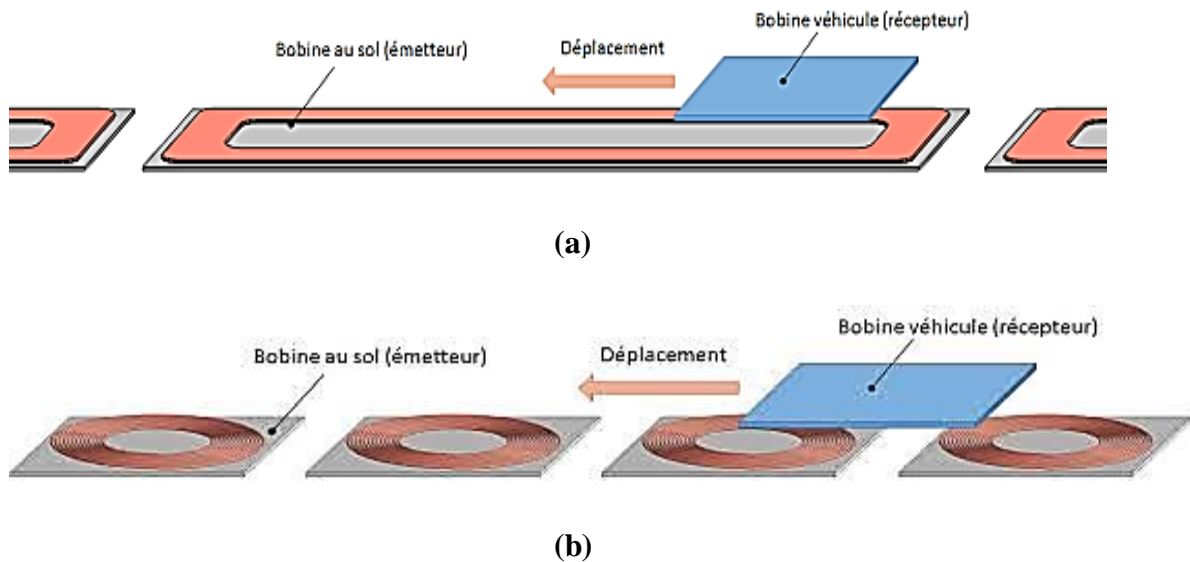 Bobine véhicule (récepteur)
Bobine au sol (émetteur)
Déplacement
(a)
Bobine véhicule (récepteur)
Bobine au sol (émetteur)
Déplacement
(b)